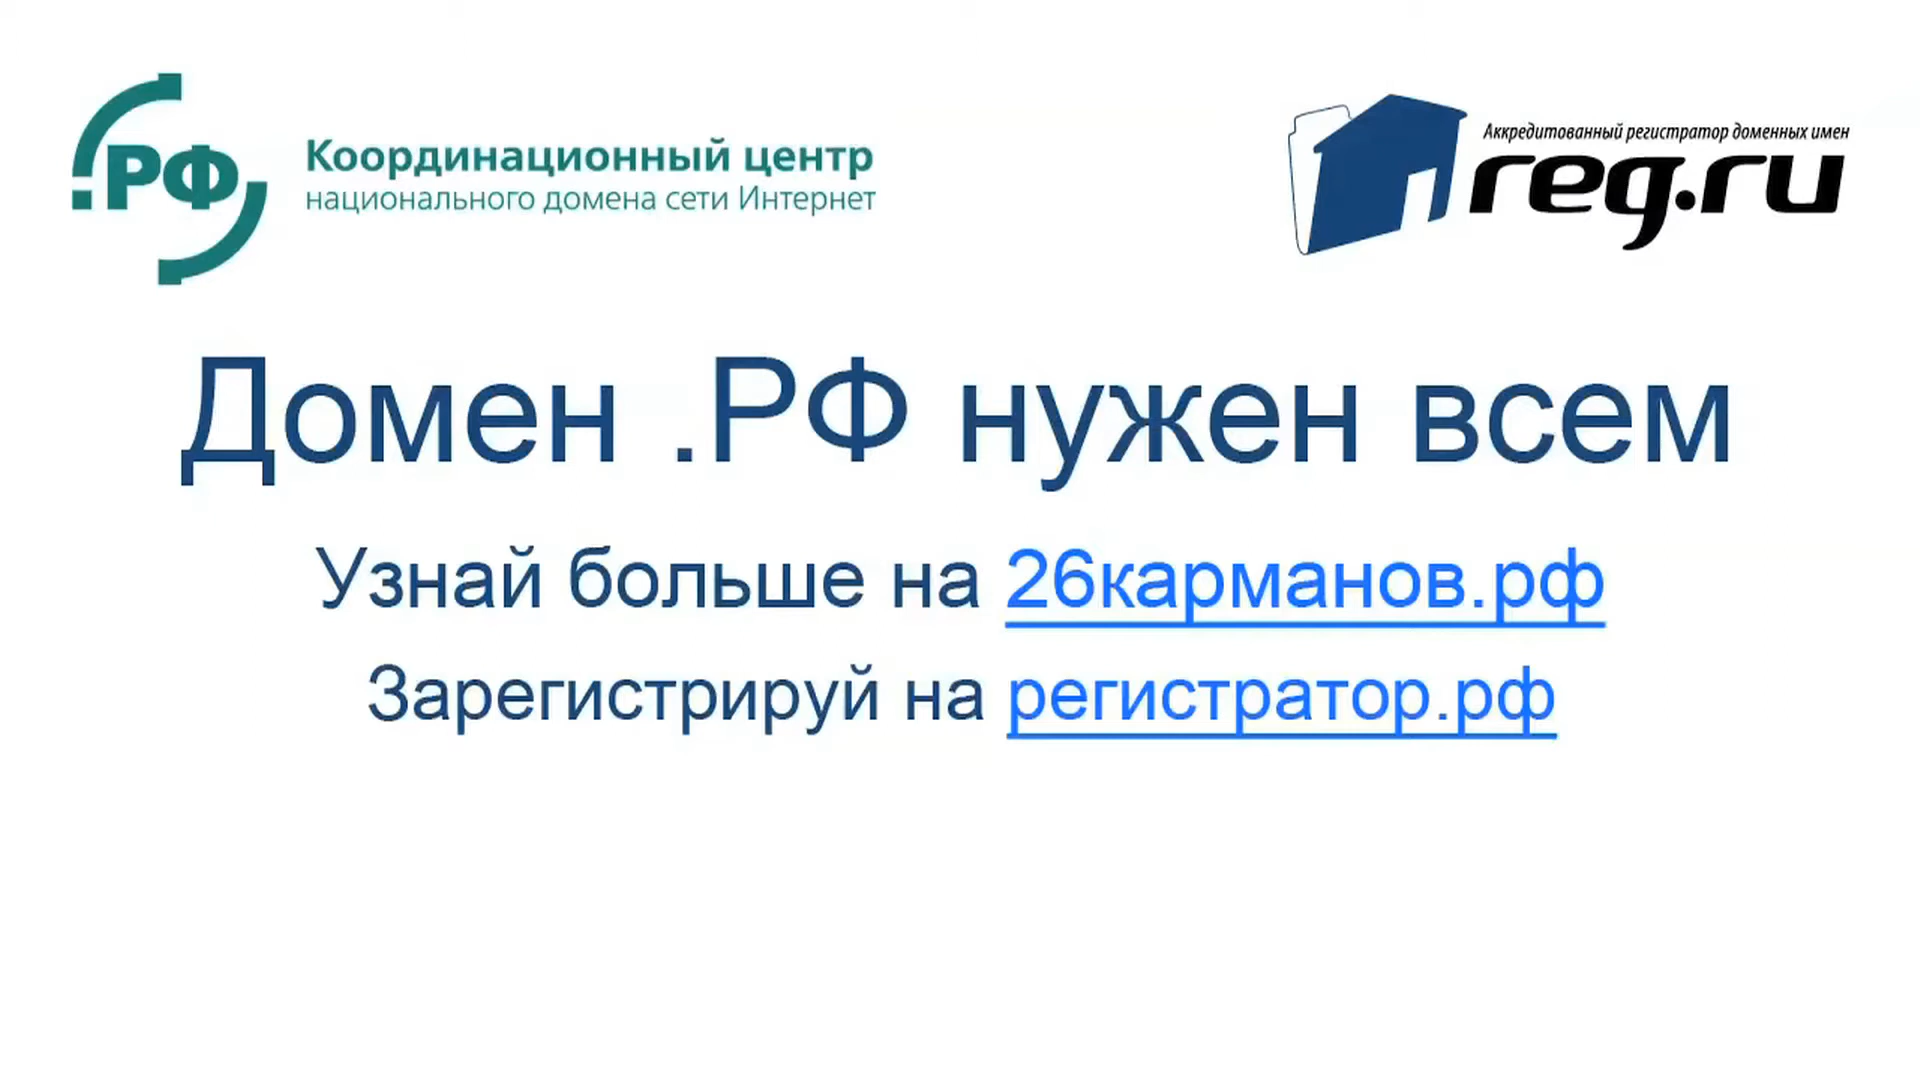 .РФ
Координационный центр
национального домена сети Интернет
Аккредитованный регистратор доменных имен
reg.ru
Домен .РФ нужен всем
Узнай больше на 26карманов.рф
Зарегистрируй на регистратор.рф